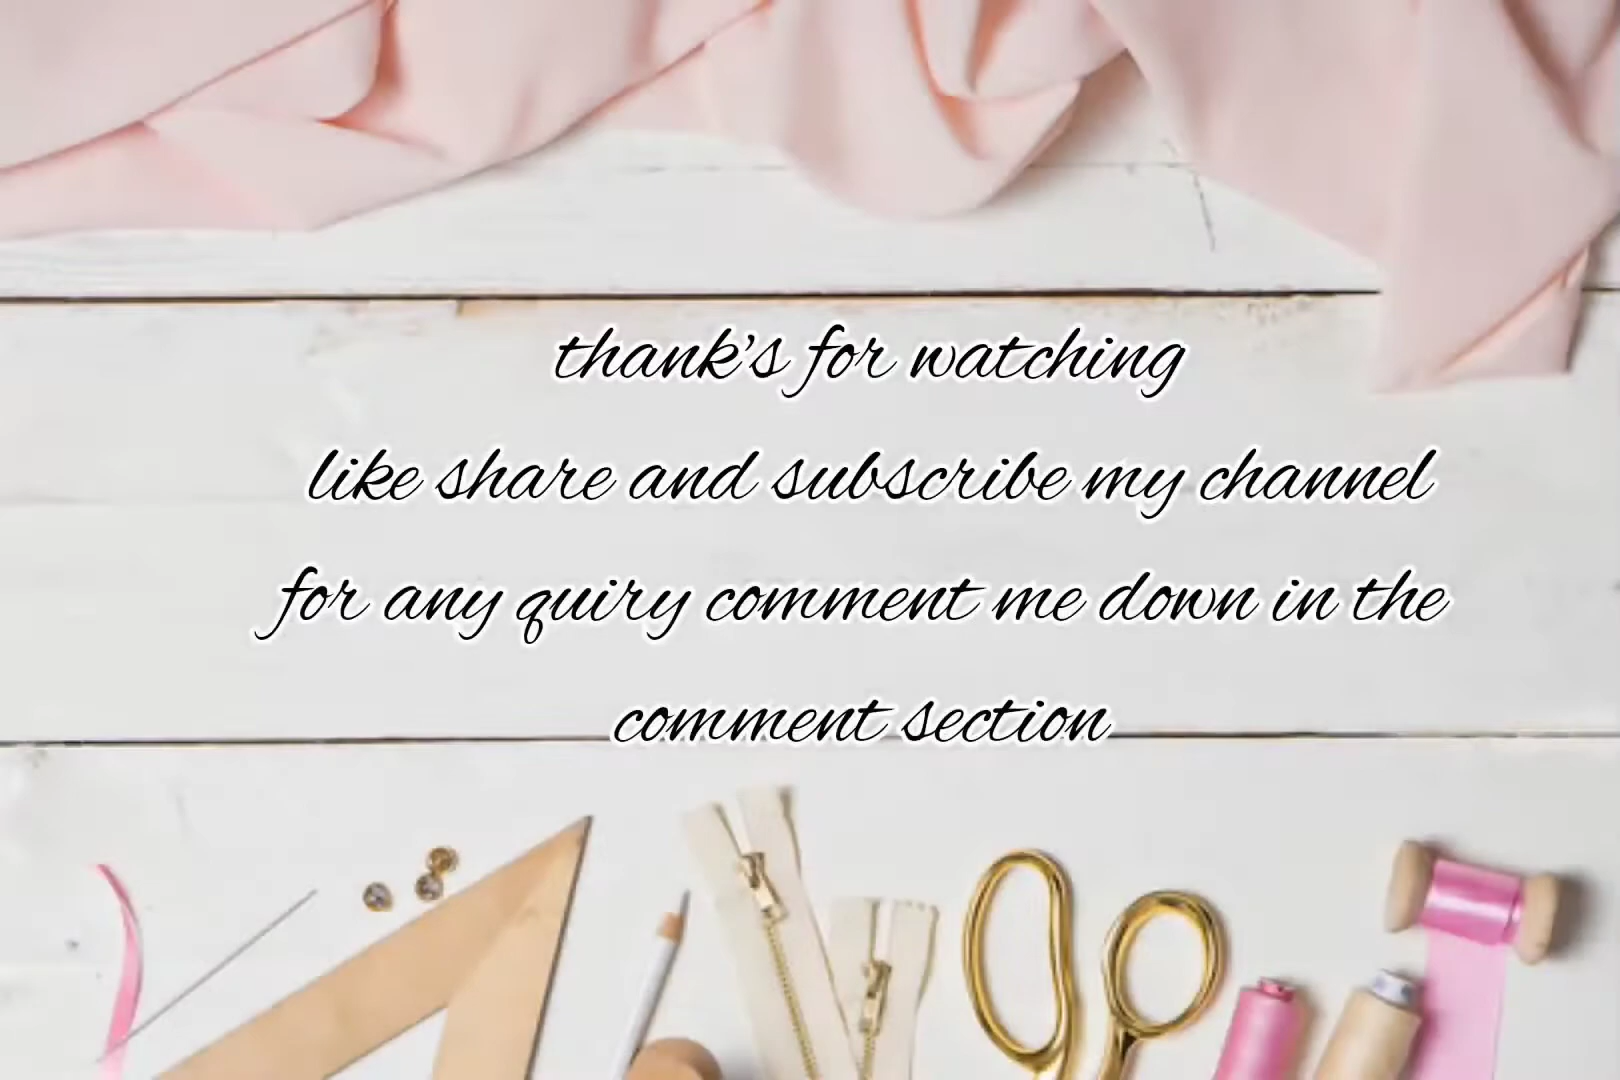 thank's for watching
like share and subscribe my channel
for any quiry comment me down in the
comment section